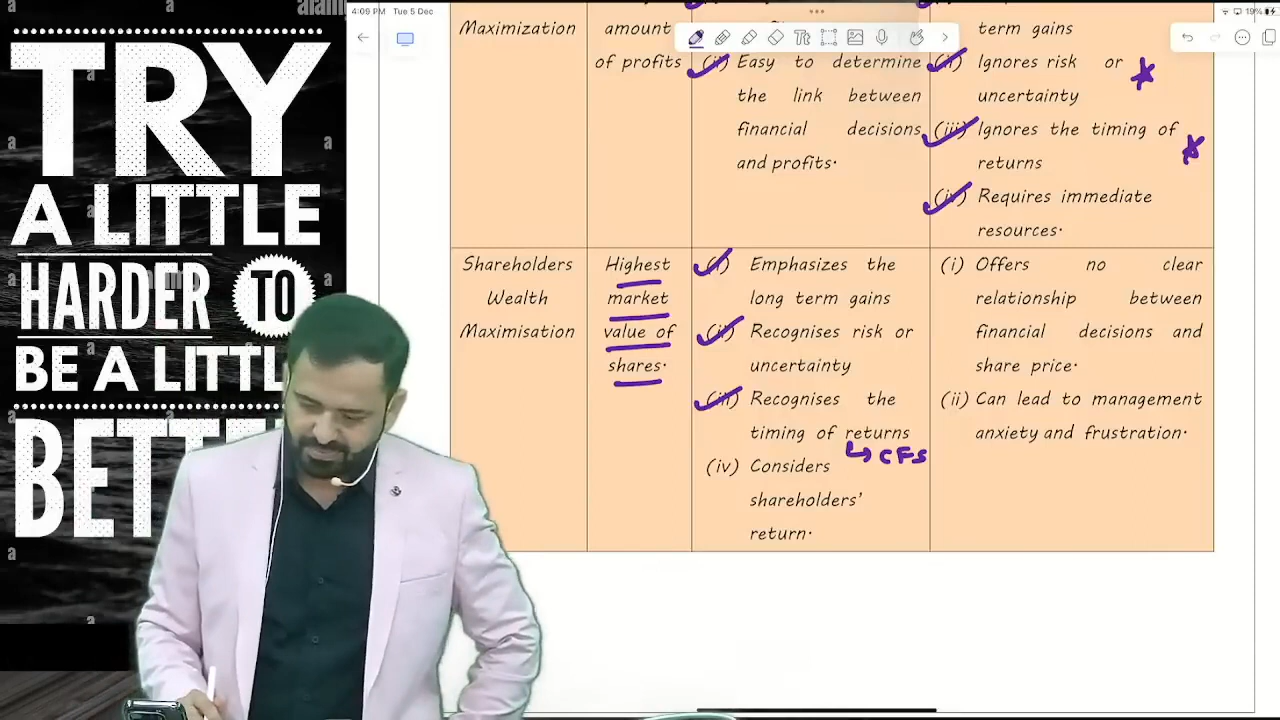 4:09 PM Tue 5 Dec
19%
TRY
A LITTLE
HARDER TO
BE A LITTLE
BETTER
Maximization
amount
of profits
(ii) Easy to determine
the link between
financial decisions
and profits.
term gains
(ii) Ignores risk or
uncertainty
(iii) Ignores the timing of
returns
(iv) Requires immediate
resources.
Shareholders
Wealth
Maximisation
Highest
market
value of
shares.
(i) Emphasizes the
long term gains
(ii) Recognises risk or
uncertainty
(iii) Recognises the
timing of returns
CFs
(iv) Considers
shareholders'
return.
(i) Offers no clear
relationship between
financial decisions and
share price.
(ii) Can lead to management
anxiety and frustration.